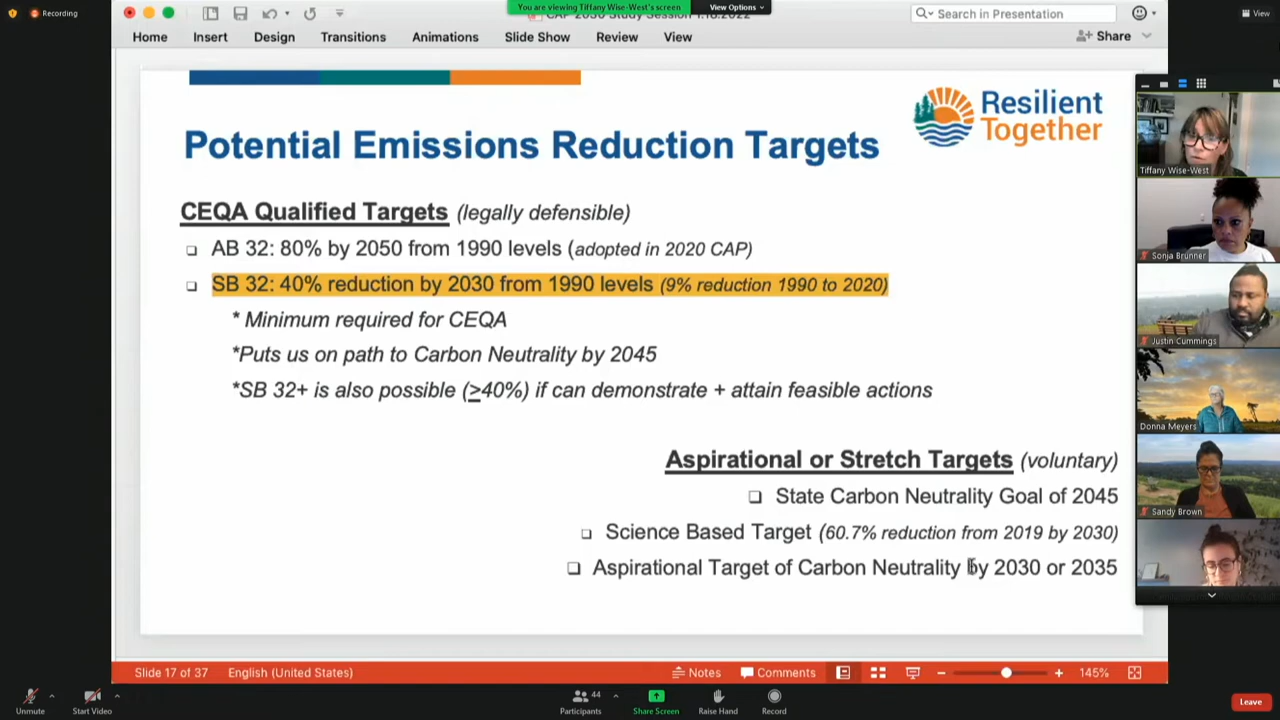 Recording
You are viewing Tiffany Wise-West's screen
View Options
View
CAP 2030 Study Session 1.18.2022
Search in Presentation
Home Insert Design Transitions Animations Slide Show Review View
Share
Resilient
Together
Potential Emissions Reduction Targets
CEQA Qualified Targets (legally defensible)
❑ AB 32: 80% by 2050 from 1990 levels (adopted in 2020 CAP)
❑ SB 32: 40% reduction by 2030 from 1990 levels (9% reduction 1990 to 2020)
* Minimum required for CEQA
*Puts us on path to Carbon Neutrality by 2045
*SB 32+ is also possible (≥40%) if can demonstrate + attain feasible actions
Aspirational or Stretch Targets (voluntary)
❑ State Carbon Neutrality Goal of 2045
❑ Science Based Target (60.7% reduction from 2019 by 2030)
❑ Aspirational Target of Carbon Neutrality by 2030 or 2035
Tiffany Wise-West
Sonja Brunner
Justin Cummings
Donna Meyers
Sandy Brown
Slide 17 of 37 English (United States) Notes Comments 145%
Unmute Start Video Participants 44 Share Screen Raise Hand Record Leave